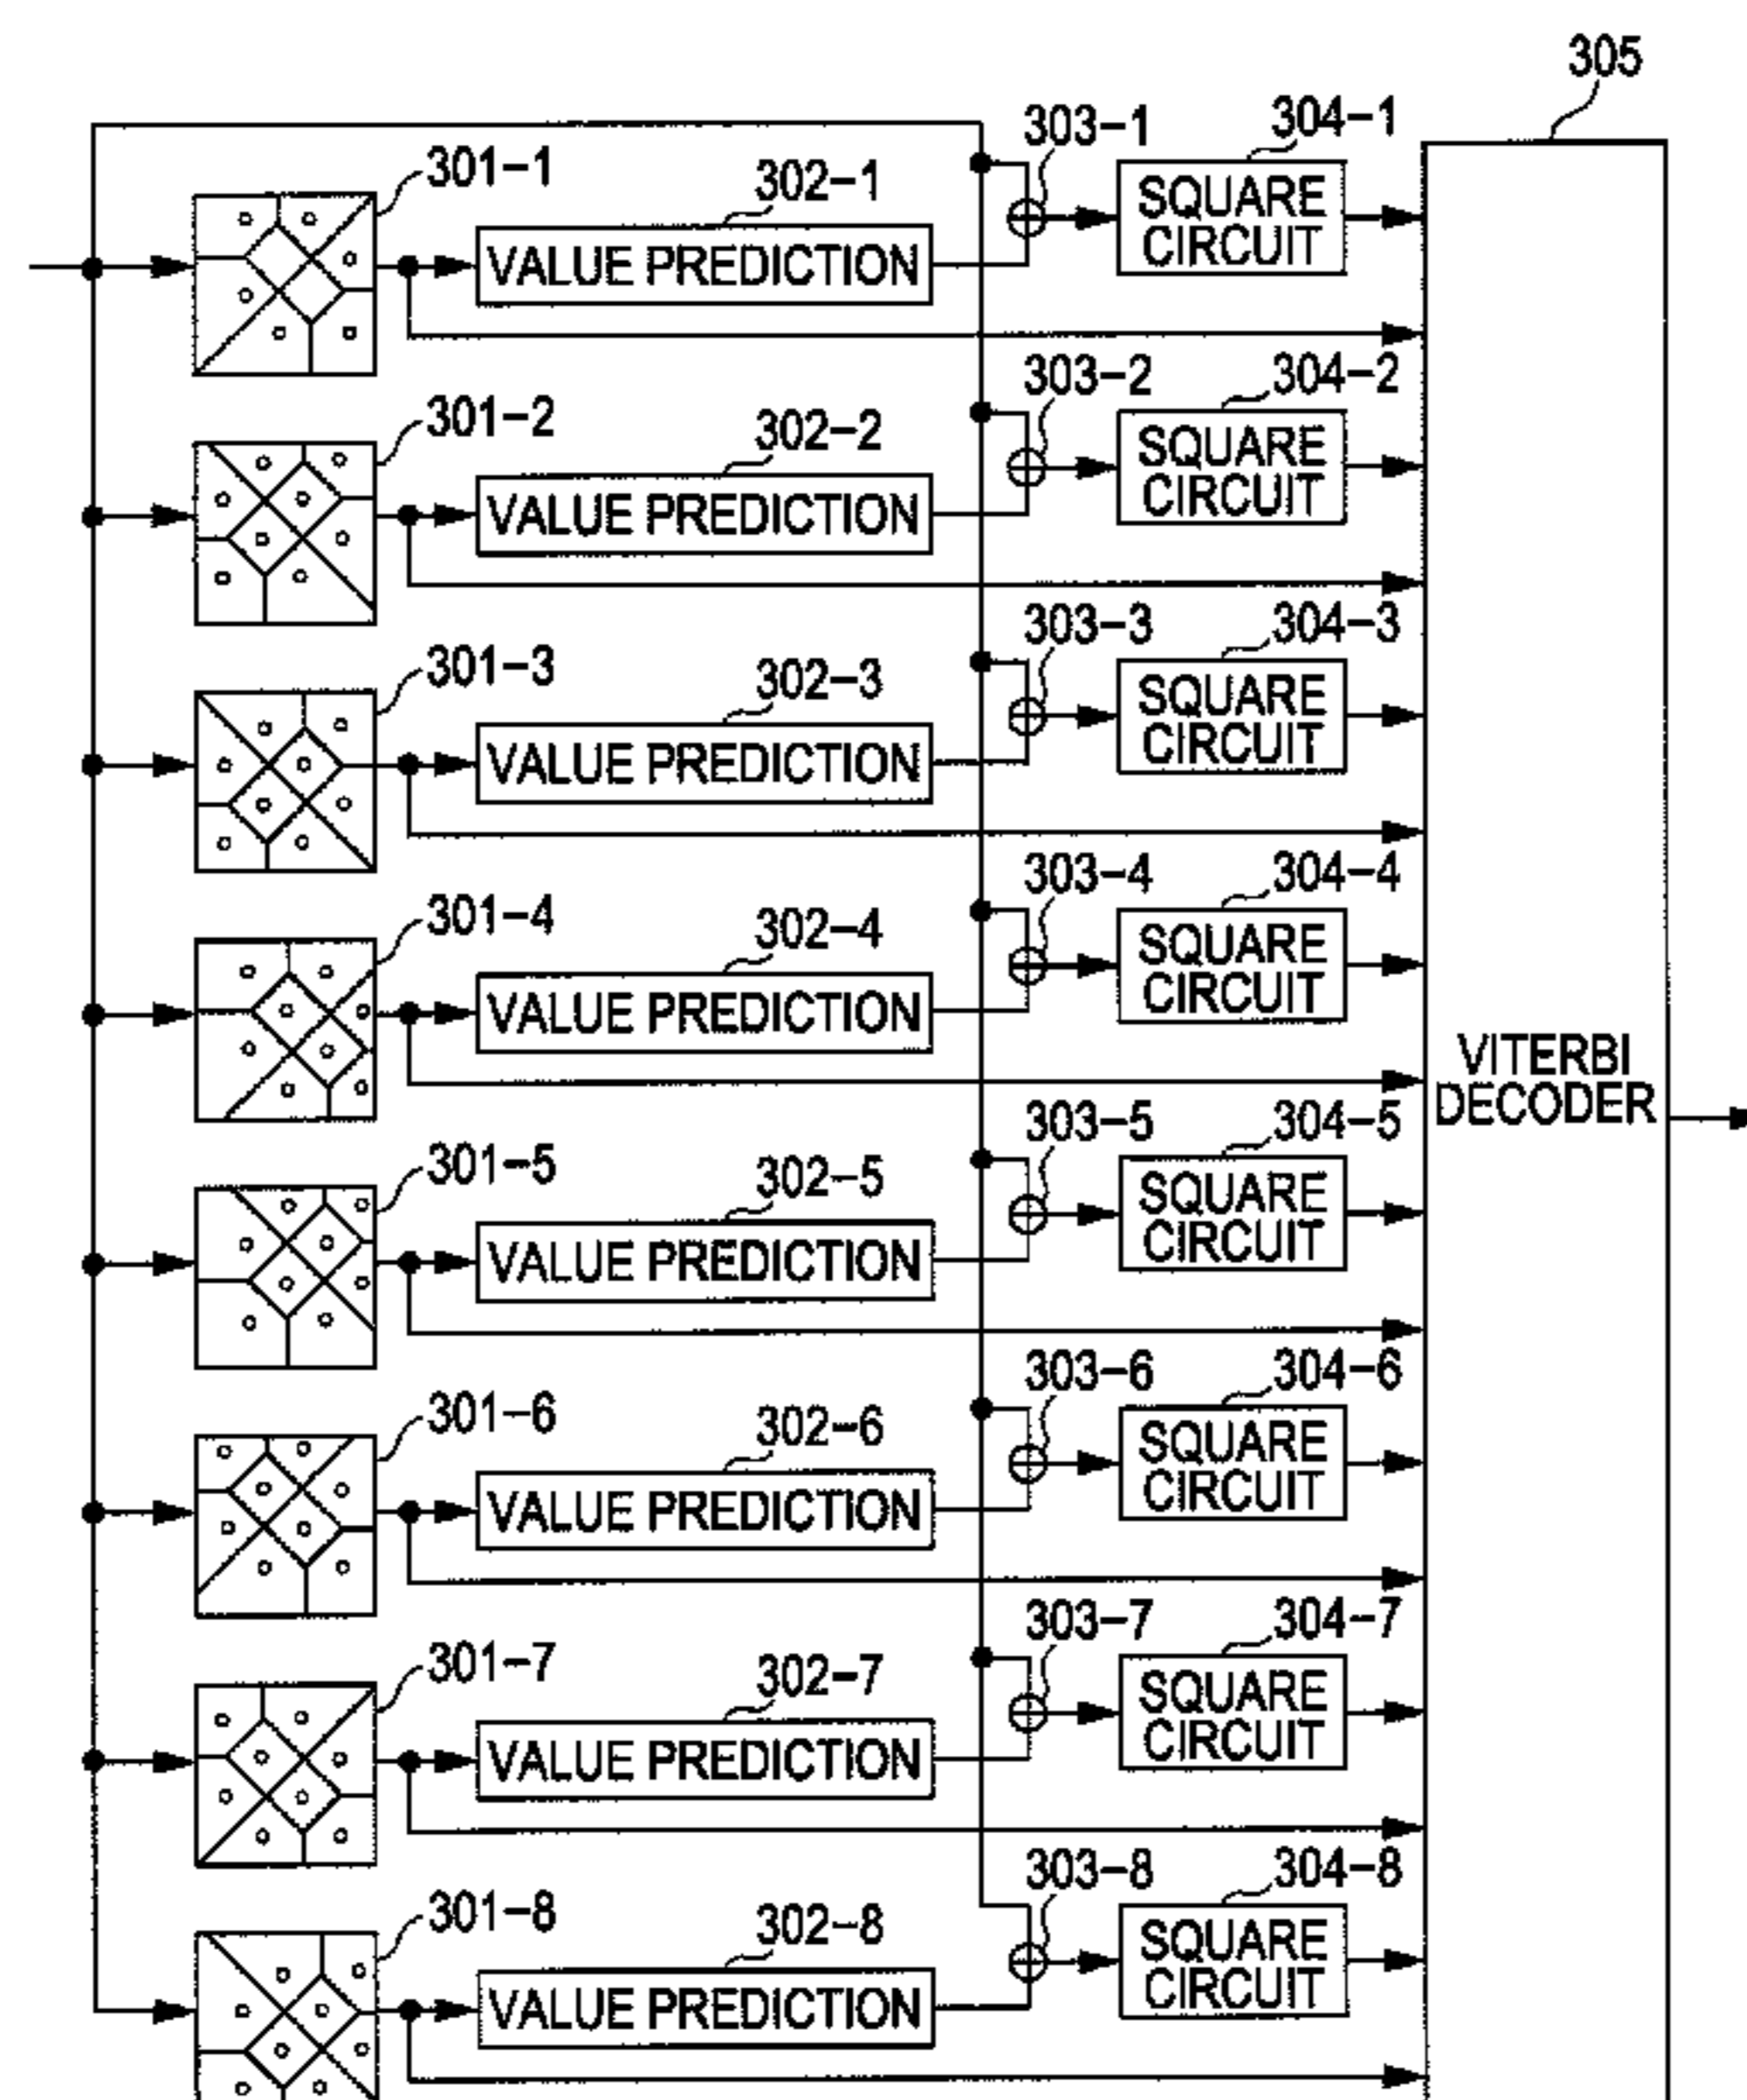 305
303-1
304-1
301-1
302-1
SQUARE
CIRCUIT
VALUE PREDICTION
303-2
304-2
301-2
302-2
SQUARE
CIRCUIT
VALUE PREDICTION
303-3
304-3
301-3
302-3
SQUARE
CIRCUIT
VALUE PREDICTION
303-4
304-4
301-4
302-4
SQUARE
CIRCUIT
VALUE PREDICTION
VITERBI
DECODER
303-5
304-5
301-5
302-5
SQUARE
CIRCUIT
VALUE PREDICTION
303-6
304-6
301-6
302-6
SQUARE
CIRCUIT
VALUE PREDICTION
303-7
304-7
301-7
302-7
SQUARE
CIRCUIT
VALUE PREDICTION
303-8
304-8
301-8
302-8
SQUARE
CIRCUIT
VALUE PREDICTION